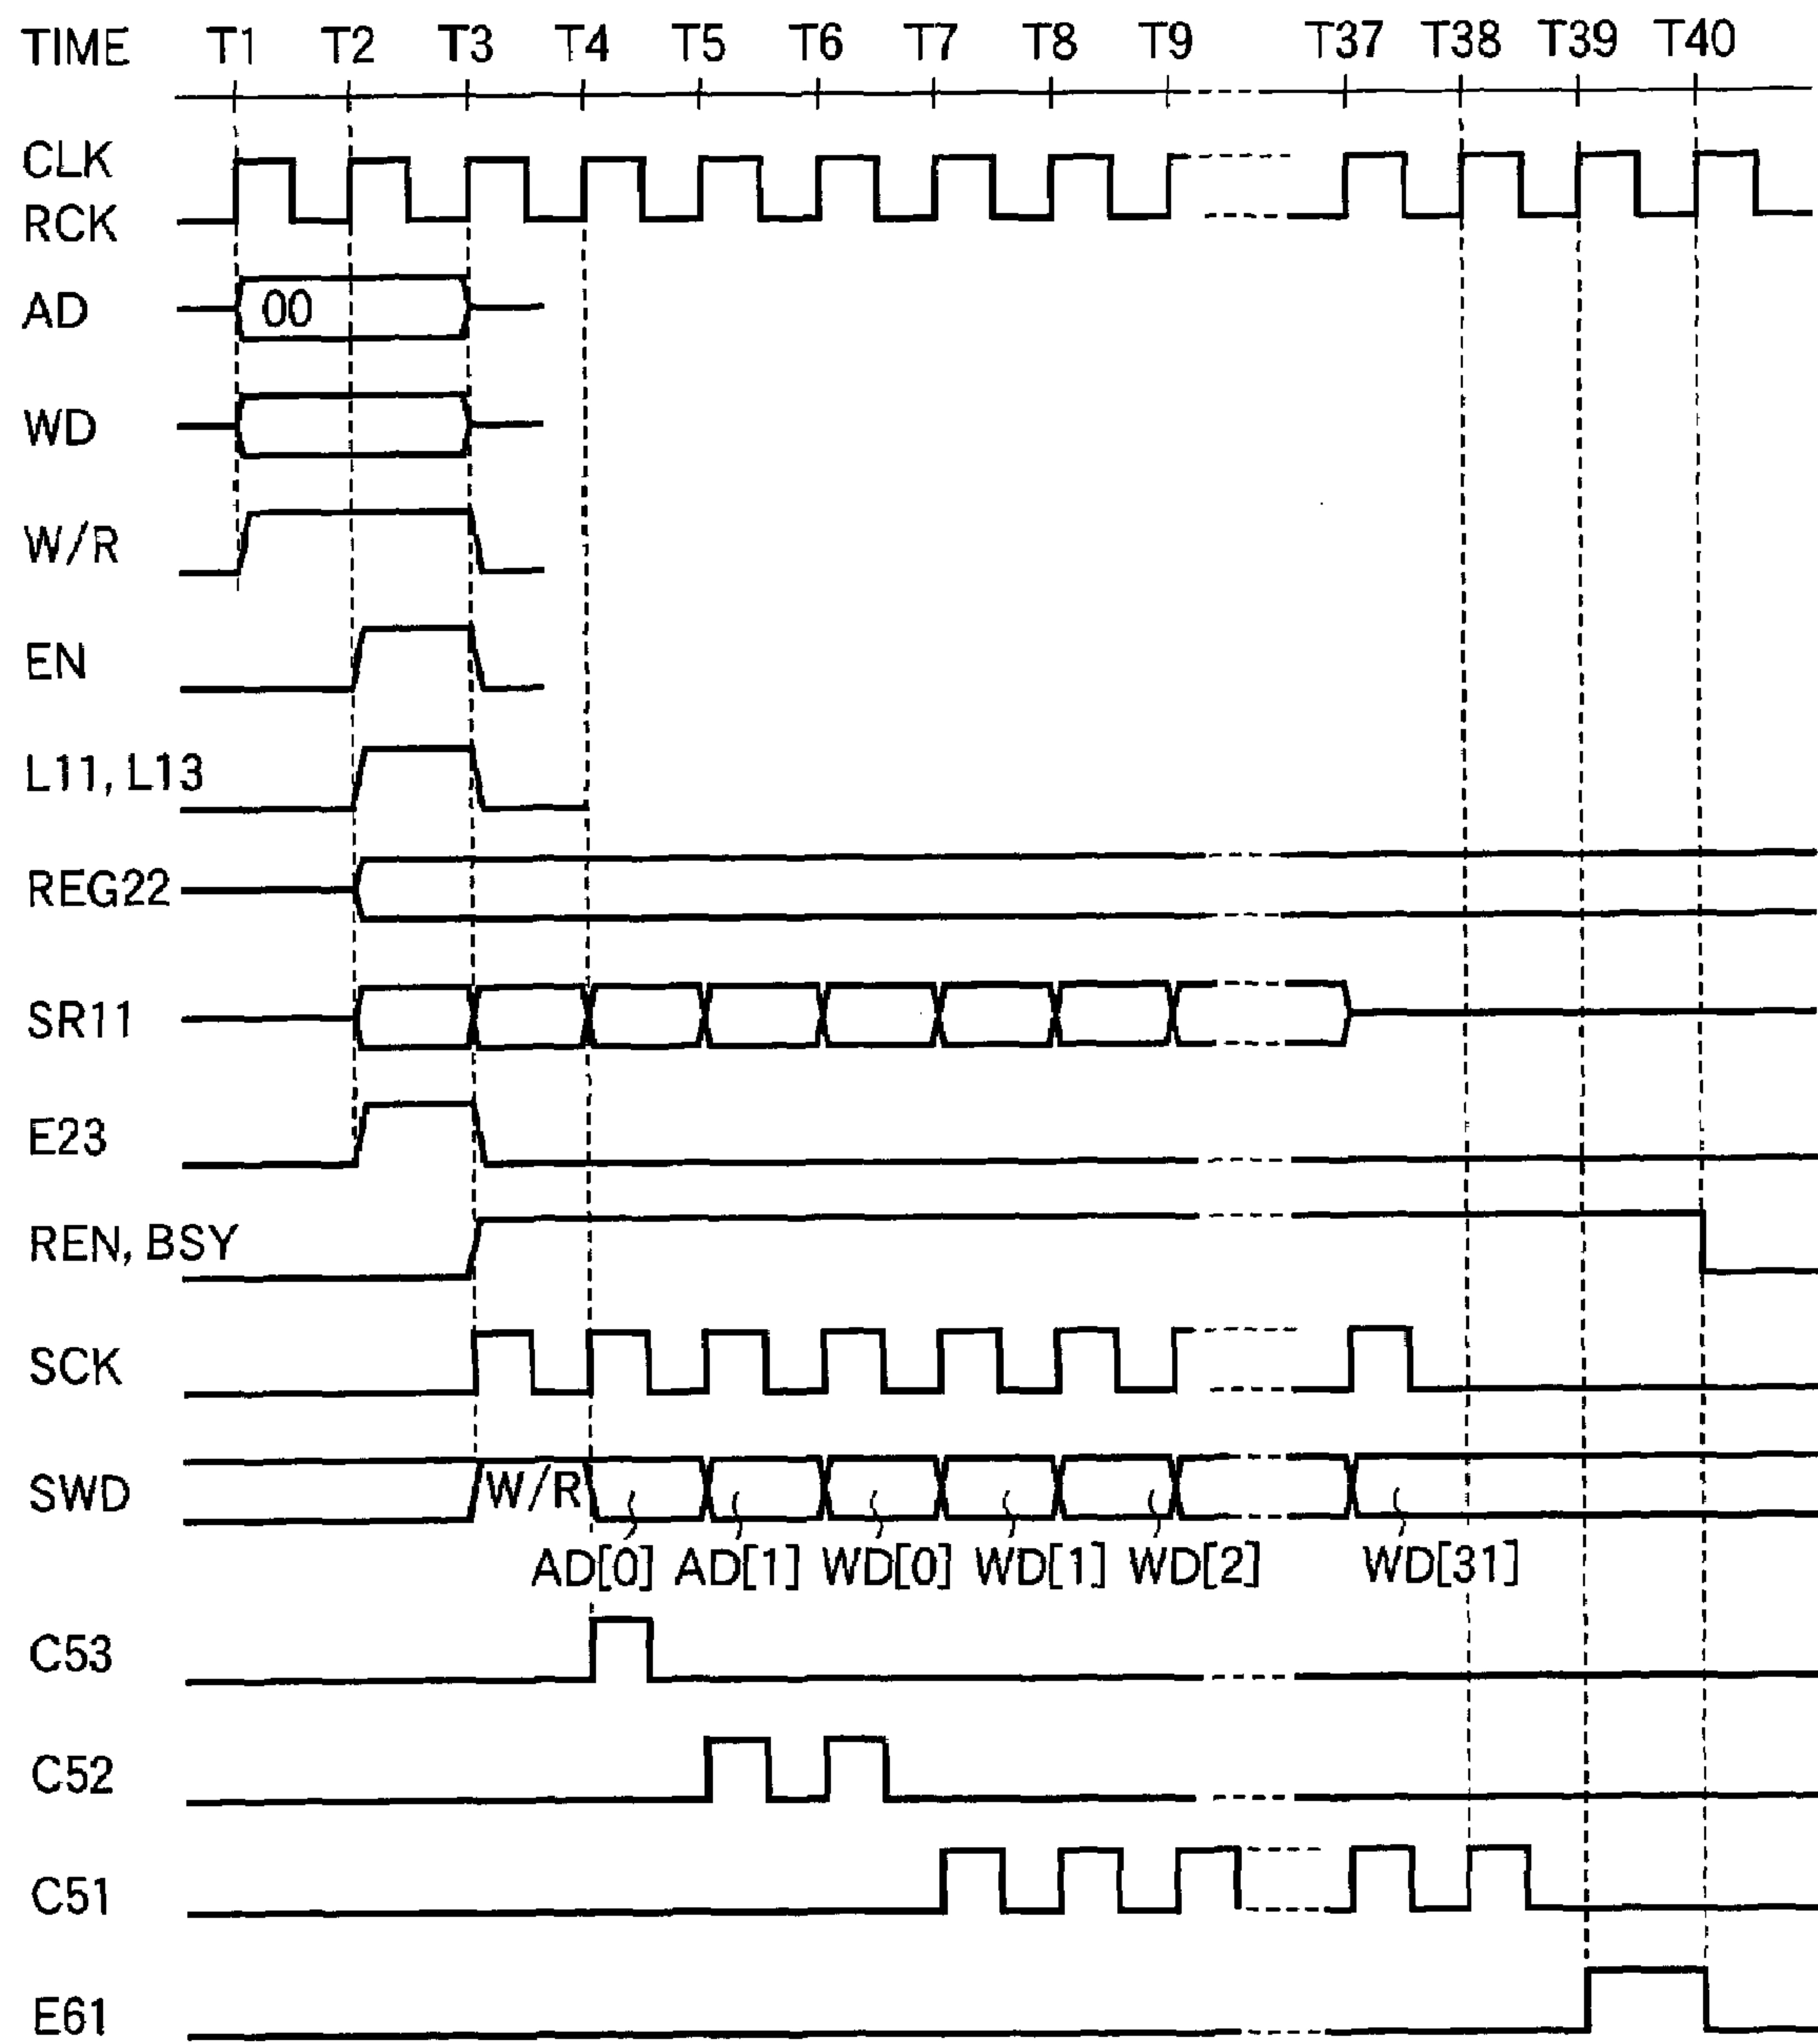 TIME T1 T2 T3 T4 T5 T6 T7 T8 T9 T37 T38 T39 T40
CLK
RCK
AD 00
WD
W/R
EN
L11, L13
REG22
SR11
E23
REN, BSY
SCK
SWD W/R
AD[0] AD[1] WD[0] WD[1] WD[2] WD[31]
C53
C52
C51
E61